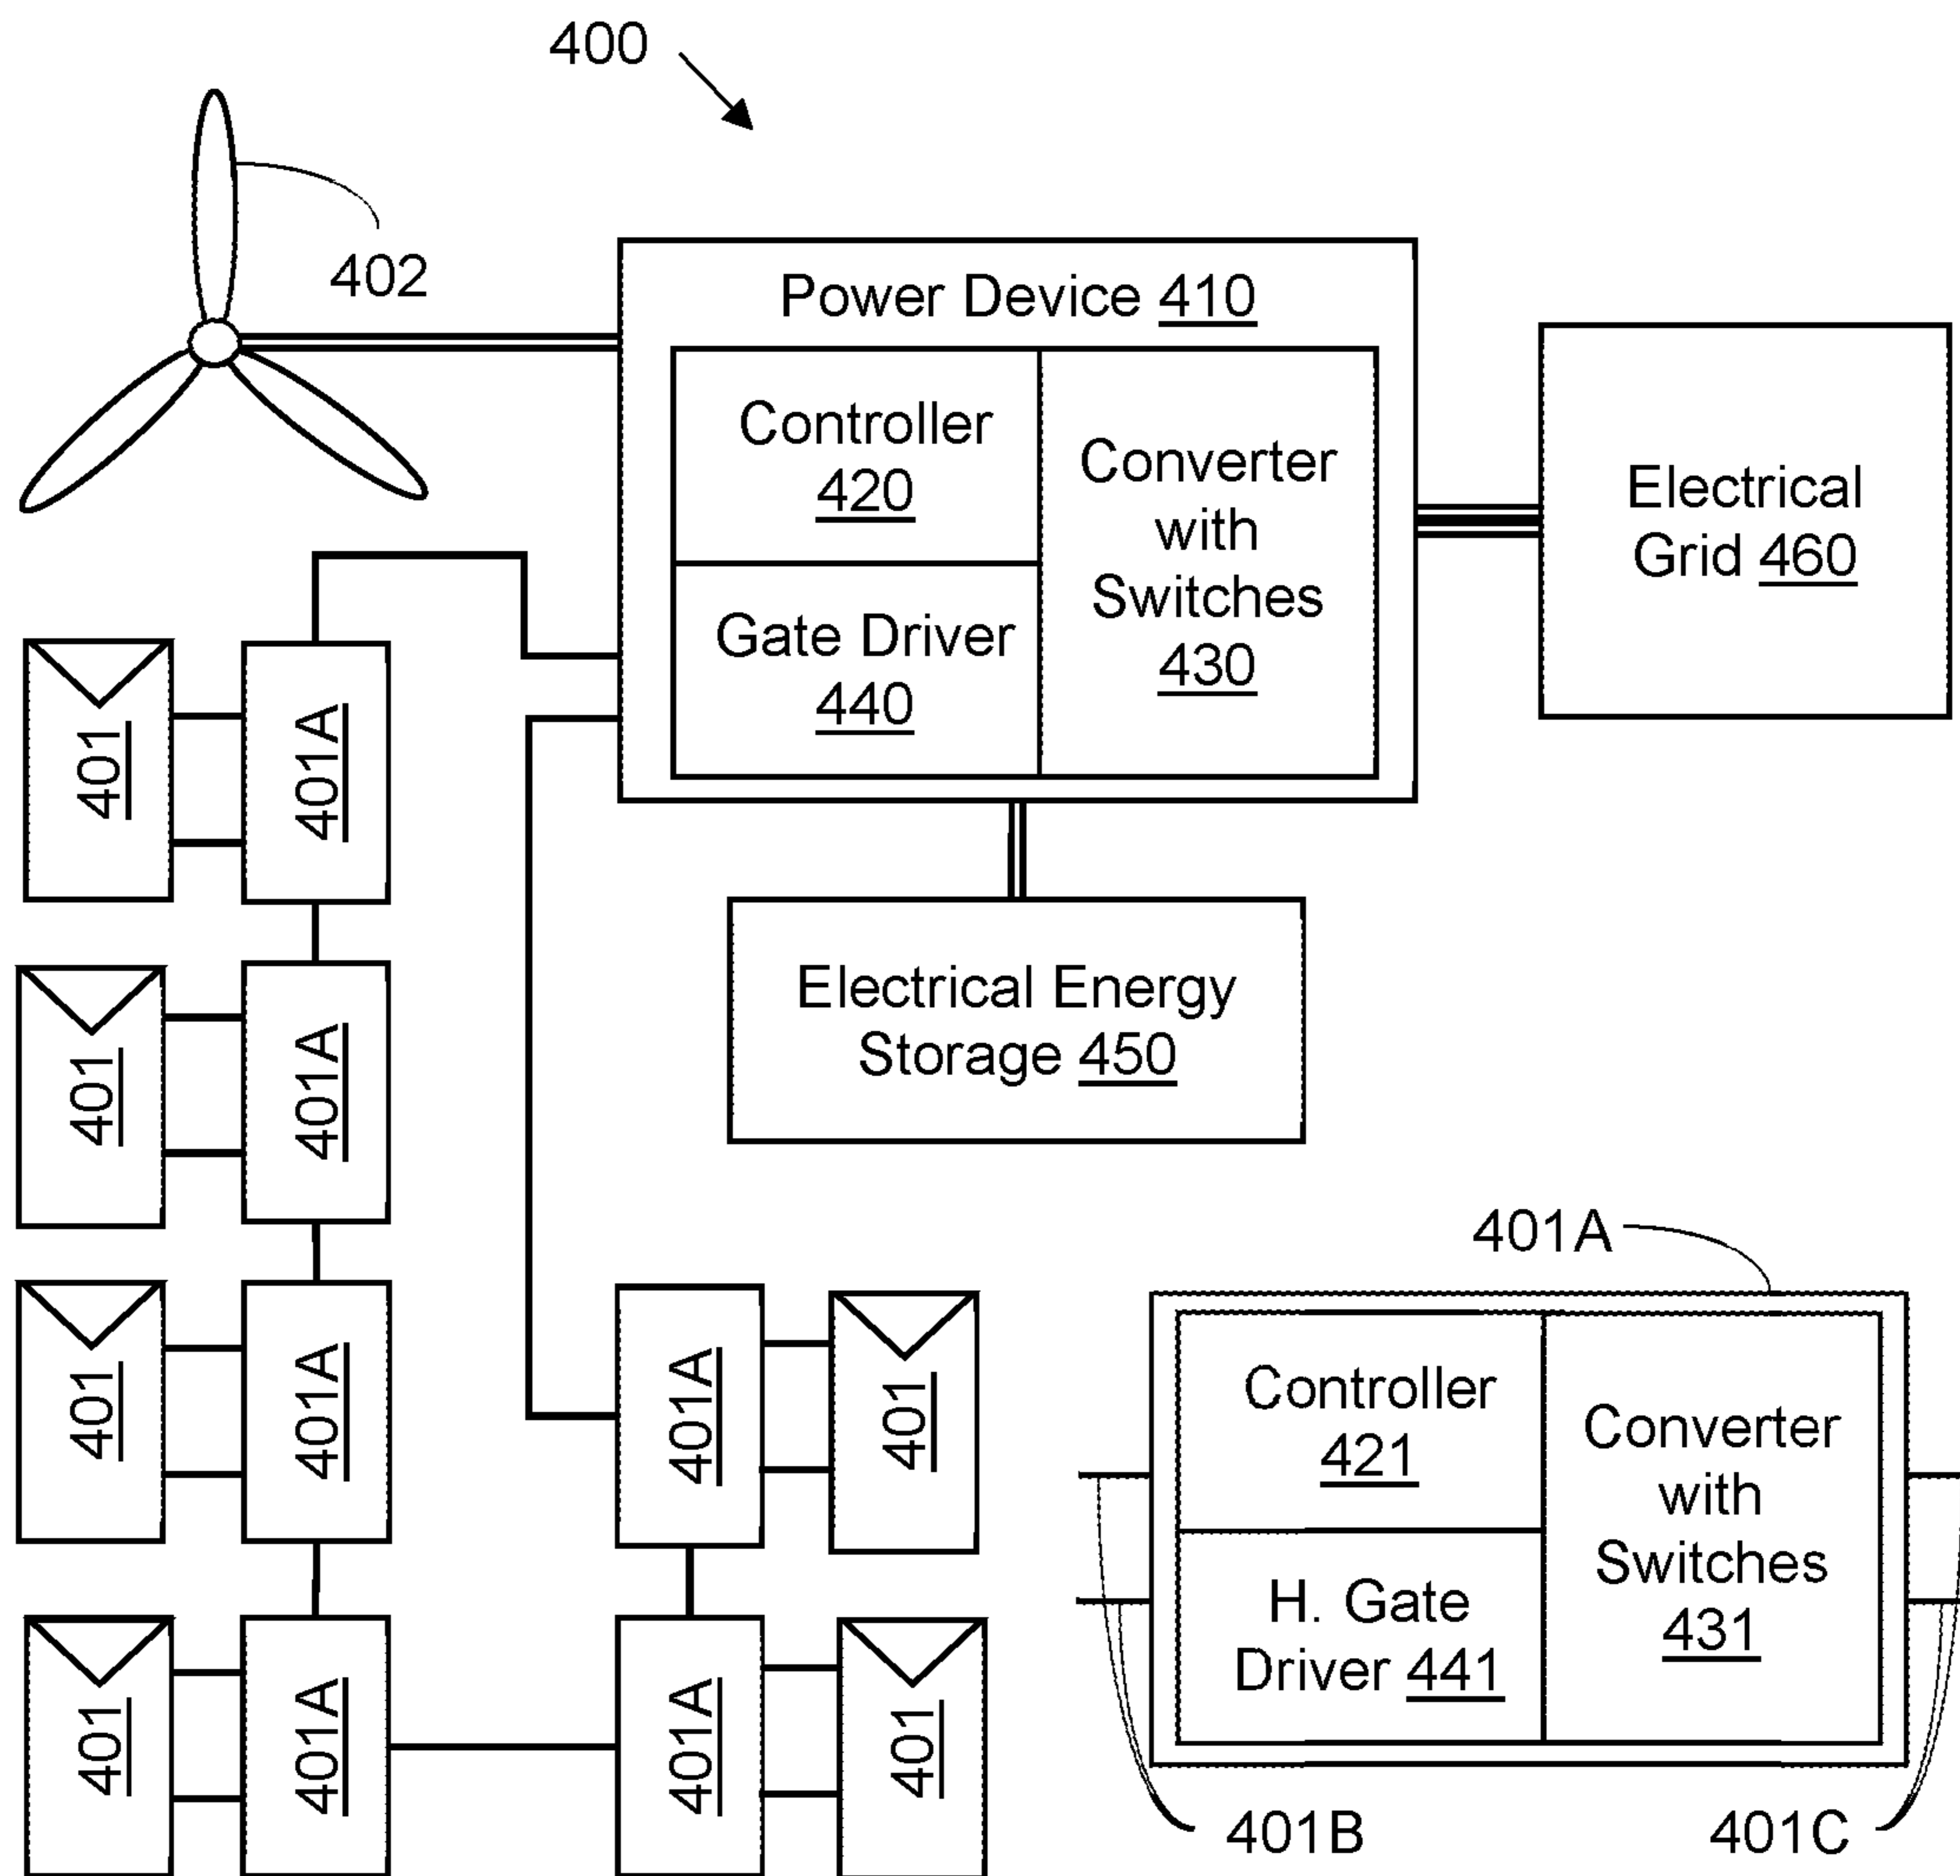 400
402
Power Device 410
Controller
420
Converter
with
Switches
430
Gate Driver
440
Electrical
Grid 460
Electrical Energy
Storage 450
401
401A
401
401A
401
401A
401
401A
401A
401
401A
401
401A
Controller
421
Converter
with
Switches
431
H. Gate
Driver 441
401B
401C